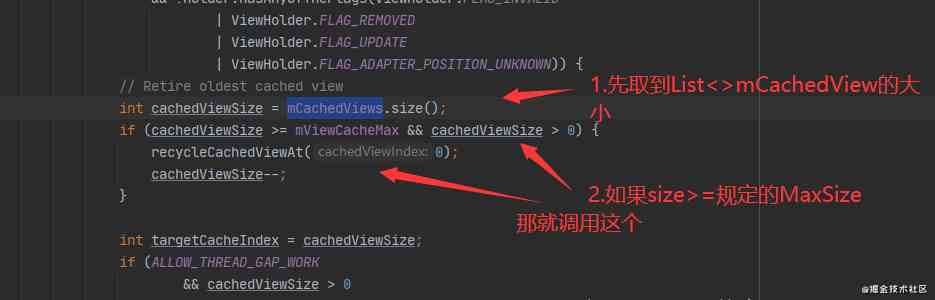 | ViewHolder.FLAG_REMOVED
| ViewHolder.FLAG_UPDATE
| ViewHolder.FLAG_ADAPTER_POSITION_UNKNOWN)) {
// Retire oldest cached view
int cachedViewSize = mCachedViews.size();
if (cachedViewSize >= mViewCacheMax && cachedViewSize > 0) {
recycleCachedViewAt( cachedViewIndex: 0);
cachedViewSize--;
}
int targetCacheIndex = cachedViewSize;
if (ALLOW_THREAD_GAP_WORK
&& cachedViewSize > 0
1.先取到List<>mCachedView的大
小
2.如果size>=规定的MaxSize
那就调用这个
@掘金技术社区